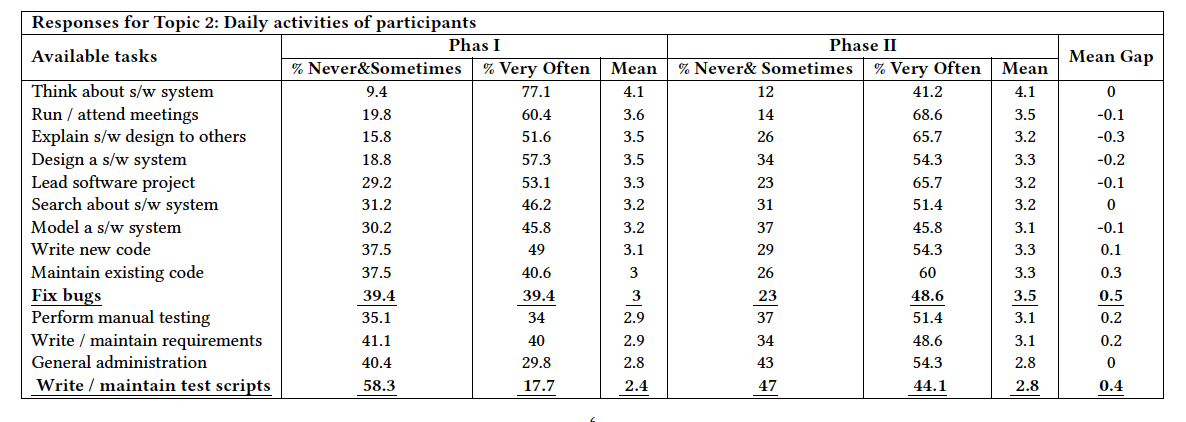 Responses for Topic 2: Daily activities of participants
Available tasks Phas I Phase II Mean Gap
% Never&Sometimes % Very Often Mean % Never& Sometimes % Very Often Mean
Think about s/w system 9.4 77.1 4.1 12 41.2 4.1 0
Run / attend meetings 19.8 60.4 3.6 14 68.6 3.5 -0.1
Explain s/w design to others 15.8 51.6 3.5 26 65.7 3.2 -0.3
Design a s/w system 18.8 57.3 3.5 34 54.3 3.3 -0.2
Lead software project 29.2 53.1 3.3 23 65.7 3.2 -0.1
Search about s/w system 31.2 46.2 3.2 31 51.4 3.2 0
Model a s/w system 30.2 45.8 3.2 37 45.8 3.1 -0.1
Write new code 37.5 49 3.1 29 54.3 3.3 0.1
Maintain existing code 37.5 40.6 3 26 60 3.3 0.3
Fix bugs 39.4 39.4 3 23 48.6 3.5 0.5
Perform manual testing 35.1 34 2.9 37 51.4 3.1 0.2
Write / maintain requirements 41.1 40 2.9 34 48.6 3.1 0.2
General administration 40.4 29.8 2.8 43 54.3 2.8 0
Write / maintain test scripts 58.3 17.7 2.4 47 44.1 2.8 0.4